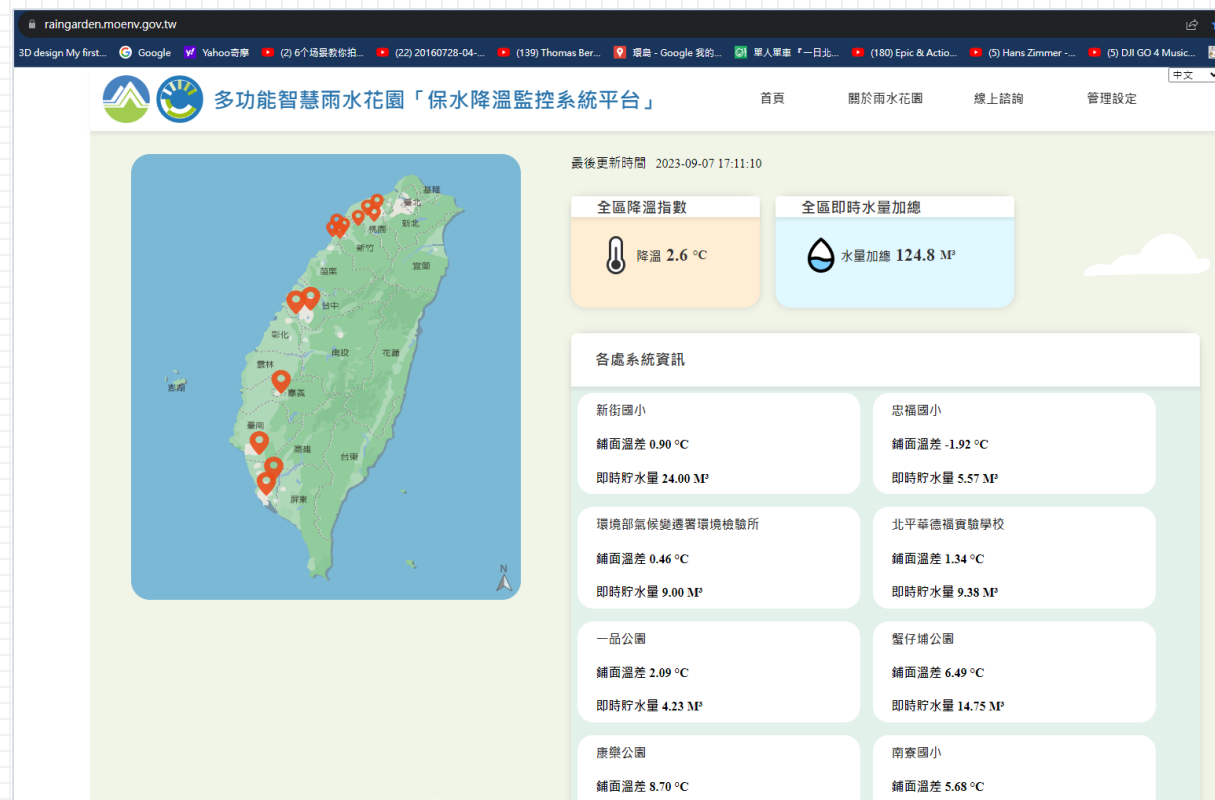 raingarden.moenv.gov.tw
3D design My first... Google Yahoo奇摩 (2) 6个场景教你拍... (22) 20160728-04-... (139) Thomas Ber... 環島 - Google 我的... 單人單車『一日北... (180) Epic & Actio... (5) Hans Zimmer -... (5) DJI GO 4 Music...
中文
多功能智慧雨水花園「保水降溫監控系統平台」 首頁 關於雨水花園 線上諮詢 管理設定
最後更新時間 2023-09-07 17:11:10
基隆
臺北
新北
桃園
新竹
宜蘭
苗栗
台中
彰化
南投
花蓮
雲林
澎湖
嘉義
臺南
高雄
台東
屏東
N
全區降溫指數
降溫 2.6 °C
全區即時水量加總
水量加總 124.8 M³
各處系統資訊
新街國小
鋪面溫差 0.90 °C
即時貯水量 24.00 M³
忠福國小
鋪面溫差 -1.92 °C
即時貯水量 5.57 M³
環境部氣候變遷署環境檢驗所
鋪面溫差 0.46 °C
即時貯水量 9.00 M³
北平華德福實驗學校
鋪面溫差 1.34 °C
即時貯水量 9.38 M³
一品公園
鋪面溫差 2.09 °C
即時貯水量 4.23 M³
蟹仔埔公園
鋪面溫差 6.49 °C
即時貯水量 14.75 M³
康樂公園
鋪面溫差 8.70 °C
南寮國小
鋪面溫差 5.68 °C